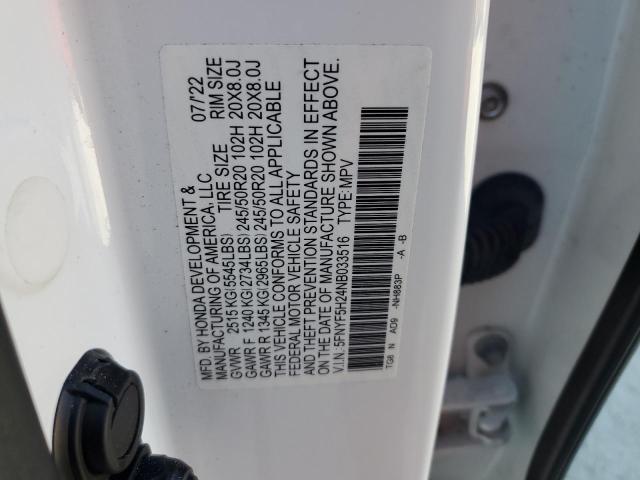 MFD. BY HONDA DEVELOPMENT & 07/'22
MANUFACTURING OF AMERICA, LLC
TIRE SIZE RIM SIZE
GVWR 2515 KG(5545LBS)
GAWR F 1240 KG(2734LBS) 245/50R20 102H 20X8.0J
GAWR R 1345 KG(2965LBS) 245/50R20 102H 20X8.0J
THIS VEHICLE CONFORMS TO ALL APPLICABLE
FEDERAL MOTOR VEHICLE SAFETY
AND THEFT PREVENTION STANDARDS IN EFFECT
ON THE DATE OF MANUFACTURE SHOWN ABOVE.
V.I.N: 5FNYF5H24NB033516 TYPE: MPV
TG8 N AD9 -NH883P -A -B